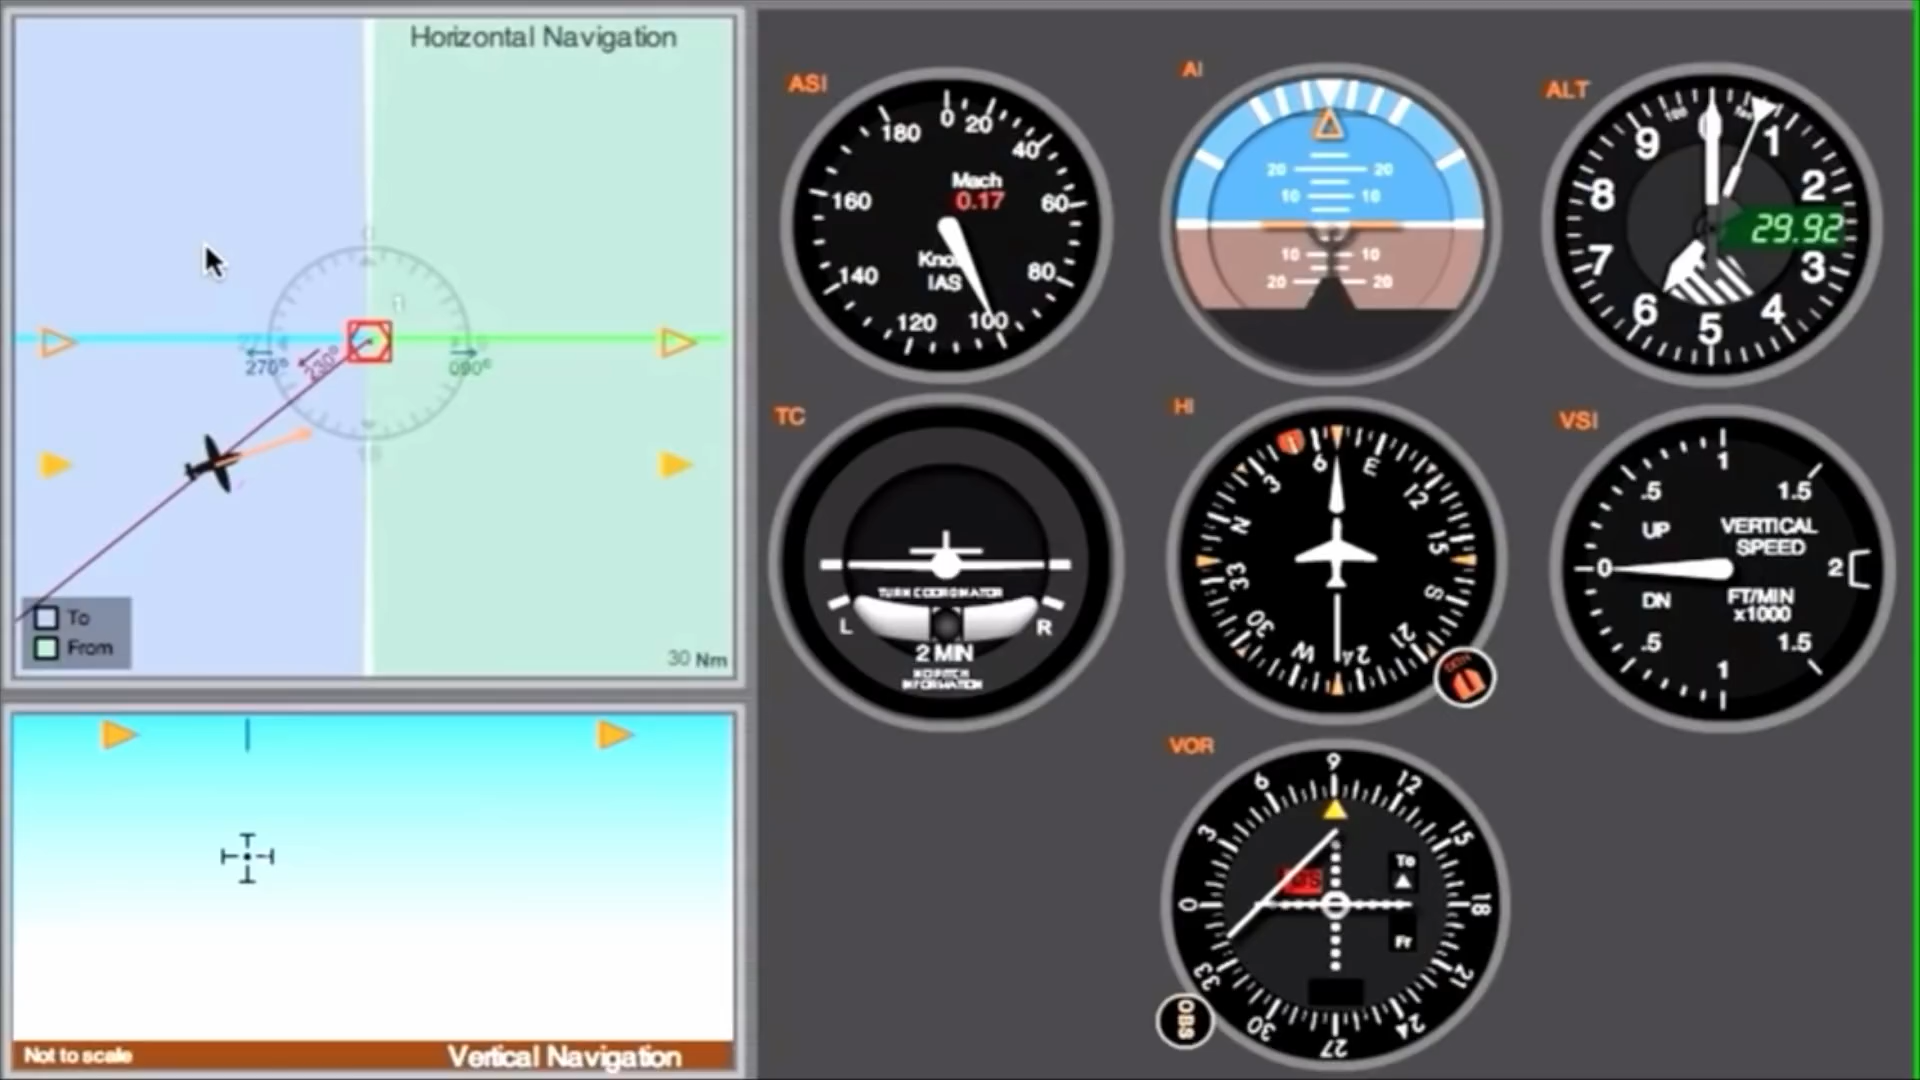 Horizontal Navigation
270°
230°
090°
To
From
30 Nm
Not to scale
Vertical Navigation
ASI
0
20
40
60
80
100
120
140
160
180
Mach
0.17
IAS
AI
20 20
10 10
10 10
20 20
ALT
100
9
1
8
2
29.92
7
3
6
4
5
TC
TURN COORDINATOR
L
R
2 MIN
NO PITCH
INFORMATION
HI
6
E
3
12
N
15
33
S
30
21
W
24
VSI
1
.5
1.5
UP
VERTICAL
SPEED
0
2
DN
FT/MIN
x1000
.5
1.5
1
VOR
9
6
12
3
15
To
0
18
Fr
33
21
OBS
30
24
27